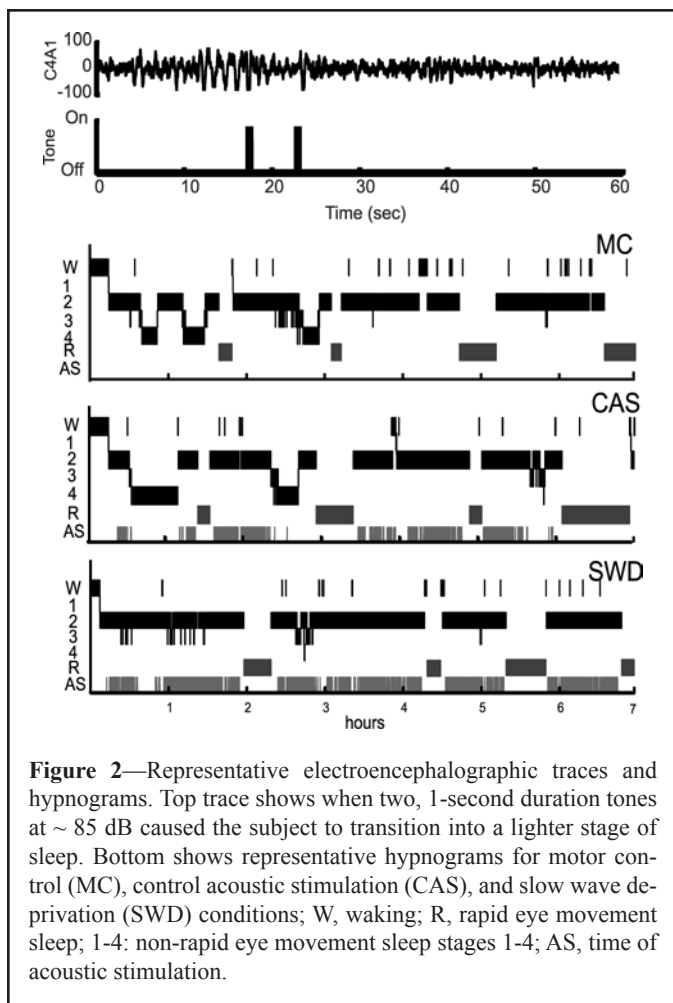 100
0
-100
C4A1
On
Off
Tone
0 10 20 30 40 50 60
Time (sec)
MC
W
1
2
3
4
R
AS
CAS
W
1
2
3
4
R
AS
SWD
W
1
2
3
4
R
AS
1 2 3 4 5 6 7
hours
Figure 2—Representative electroencephalographic traces and
hypnograms. Top trace shows when two, 1-second duration tones
at ~ 85 dB caused the subject to transition into a lighter stage of
sleep. Bottom shows representative hypnograms for motor con-
trol (MC), control acoustic stimulation (CAS), and slow wave de-
privation (SWD) conditions; W, waking; R, rapid eye movement
sleep; 1-4: non-rapid eye movement sleep stages 1-4; AS, time of
acoustic stimulation.